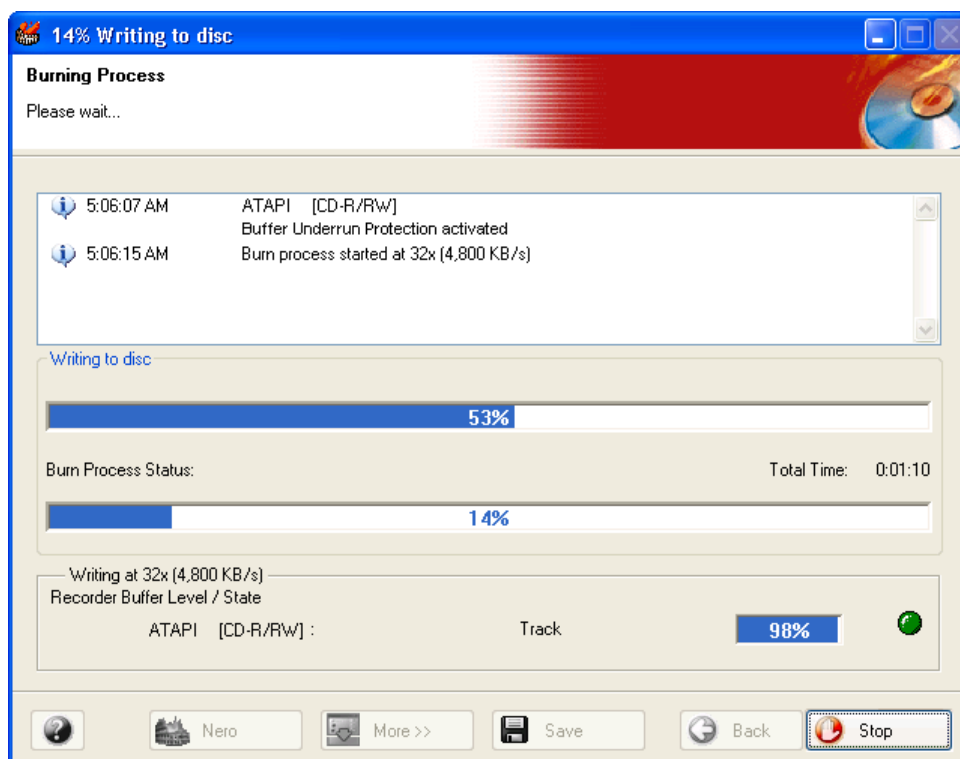 14% Writing to disc
Burning Process
Please wait...
5:06:07 AM ATAPI [CD-R/RW]
Buffer Underrun Protection activated
5:06:15 AM Burn process started at 32x (4,800 KB/s)
Writing to disc
53%
Burn Process Status: Total Time: 0:01:10
14%
Writing at 32x (4,800 KB/s)
Recorder Buffer Level / State
ATAPI [CD-R/RW] : Track 98%
? Nero More >> Save Back Stop